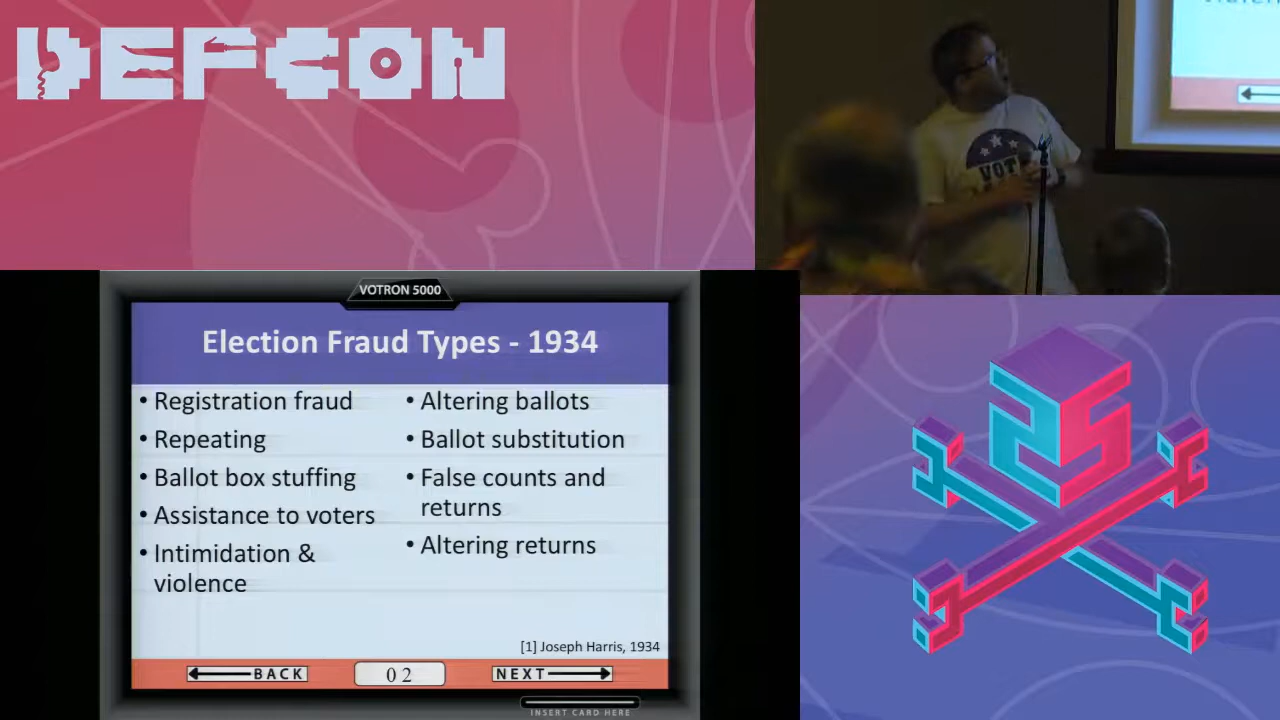 DEFCON
VOT
VOTRON 5000
Election Fraud Types - 1934
• Registration fraud
• Repeating
• Ballot box stuffing
• Assistance to voters
• Intimidation &
violence
• Altering ballots
• Ballot substitution
• False counts and
returns
• Altering returns
[1] Joseph Harris, 1934
BACK
02
NEXT
INSERT CARD HERE
25